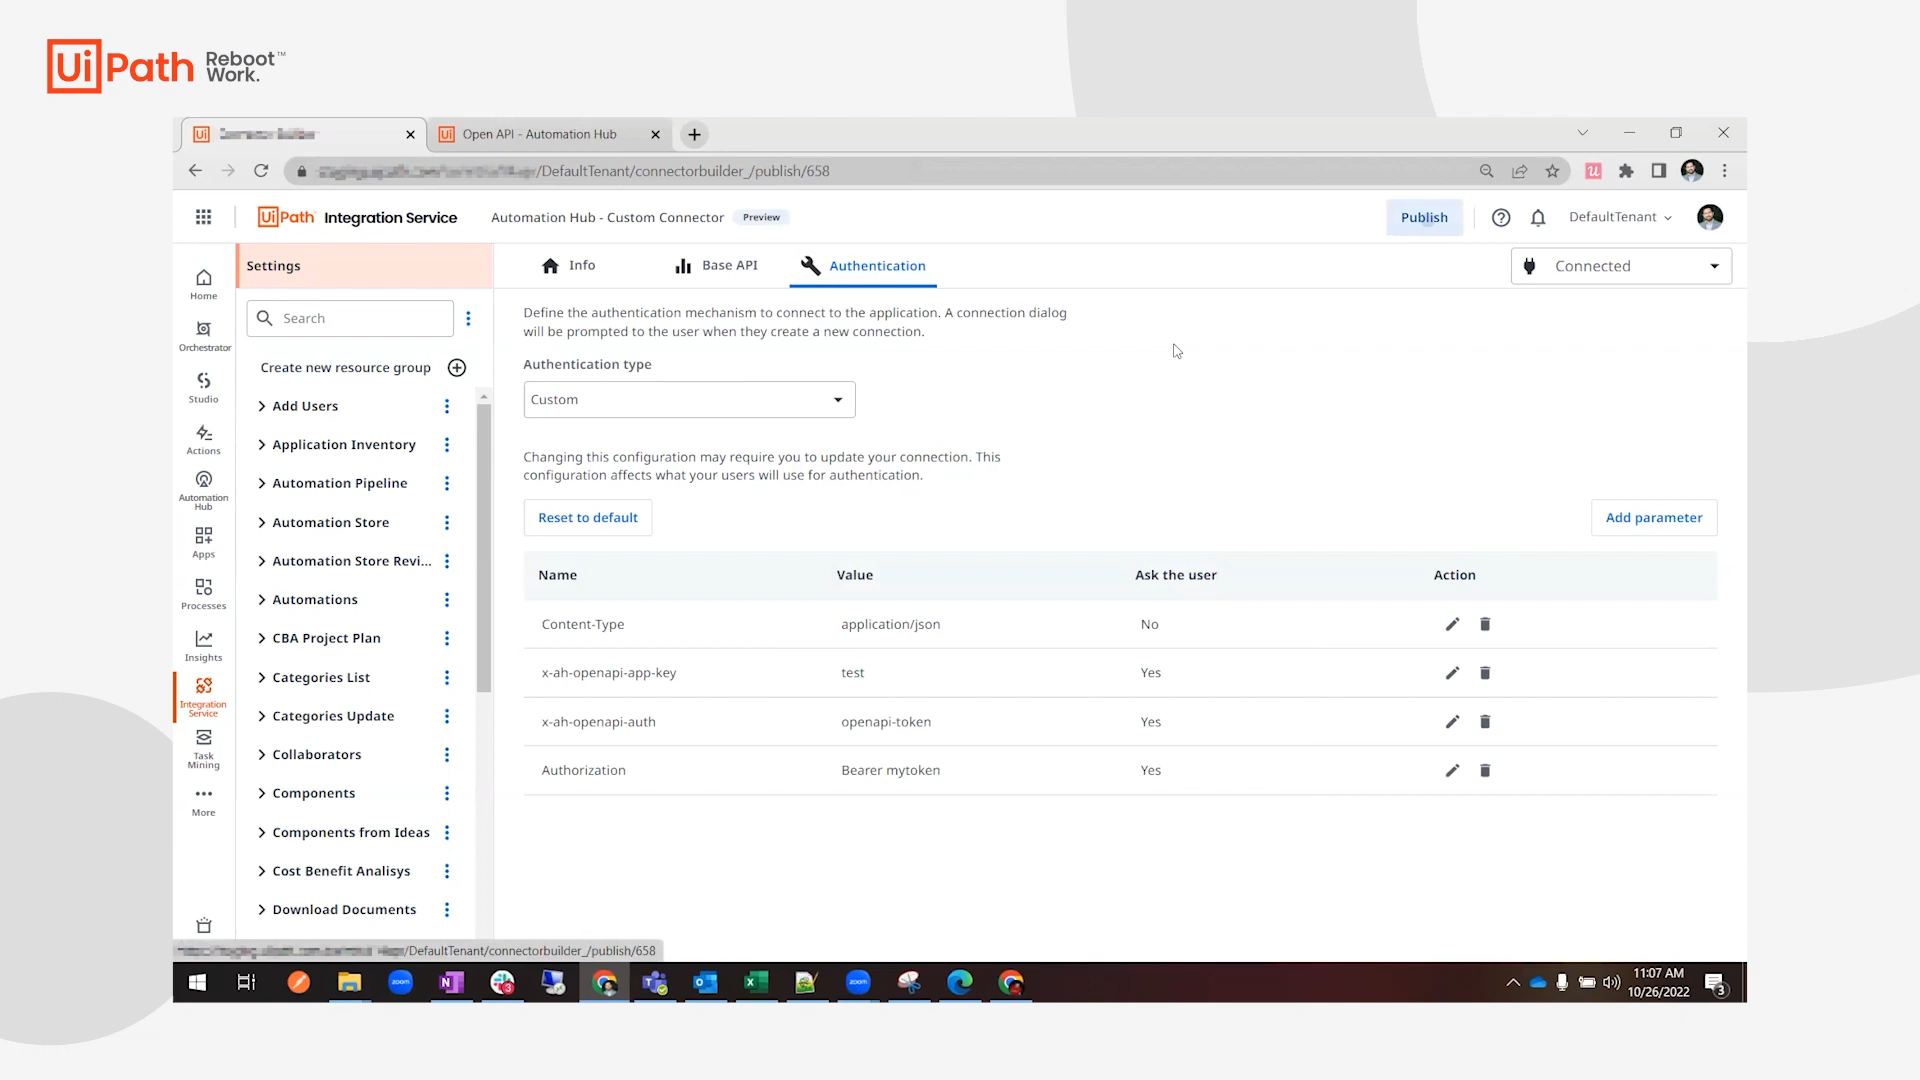 UiPath Reboot Work.™
Open API - Automation Hub
/DefaultTenant/connectorbuilder_/publish/658
UiPath Integration Service
Automation Hub - Custom Connector
Preview
Publish
DefaultTenant
Home
Orchestrator
Studio
Actions
Automation Hub
Apps
Processes
Insights
Integration Service
Task Mining
More
Settings
Search
Create new resource group
Add Users
Application Inventory
Automation Pipeline
Automation Store
Automation Store Revi...
Automations
CBA Project Plan
Categories List
Categories Update
Collaborators
Components
Components from Ideas
Cost Benefit Analisys
Download Documents
Info
Base API
Authentication
Connected
Define the authentication mechanism to connect to the application. A connection dialog
will be prompted to the user when they create a new connection.
Authentication type
Custom
Changing this configuration may require you to update your connection. This
configuration affects what your users will use for authentication.
Reset to default
Add parameter
Name Value Ask the user Action
Content-Type application/json No
x-ah-openapi-app-key test Yes
x-ah-openapi-auth openapi-token Yes
Authorization Bearer mytoken Yes
/DefaultTenant/connectorbuilder_/publish/658
11:07 AM
10/26/2022
3